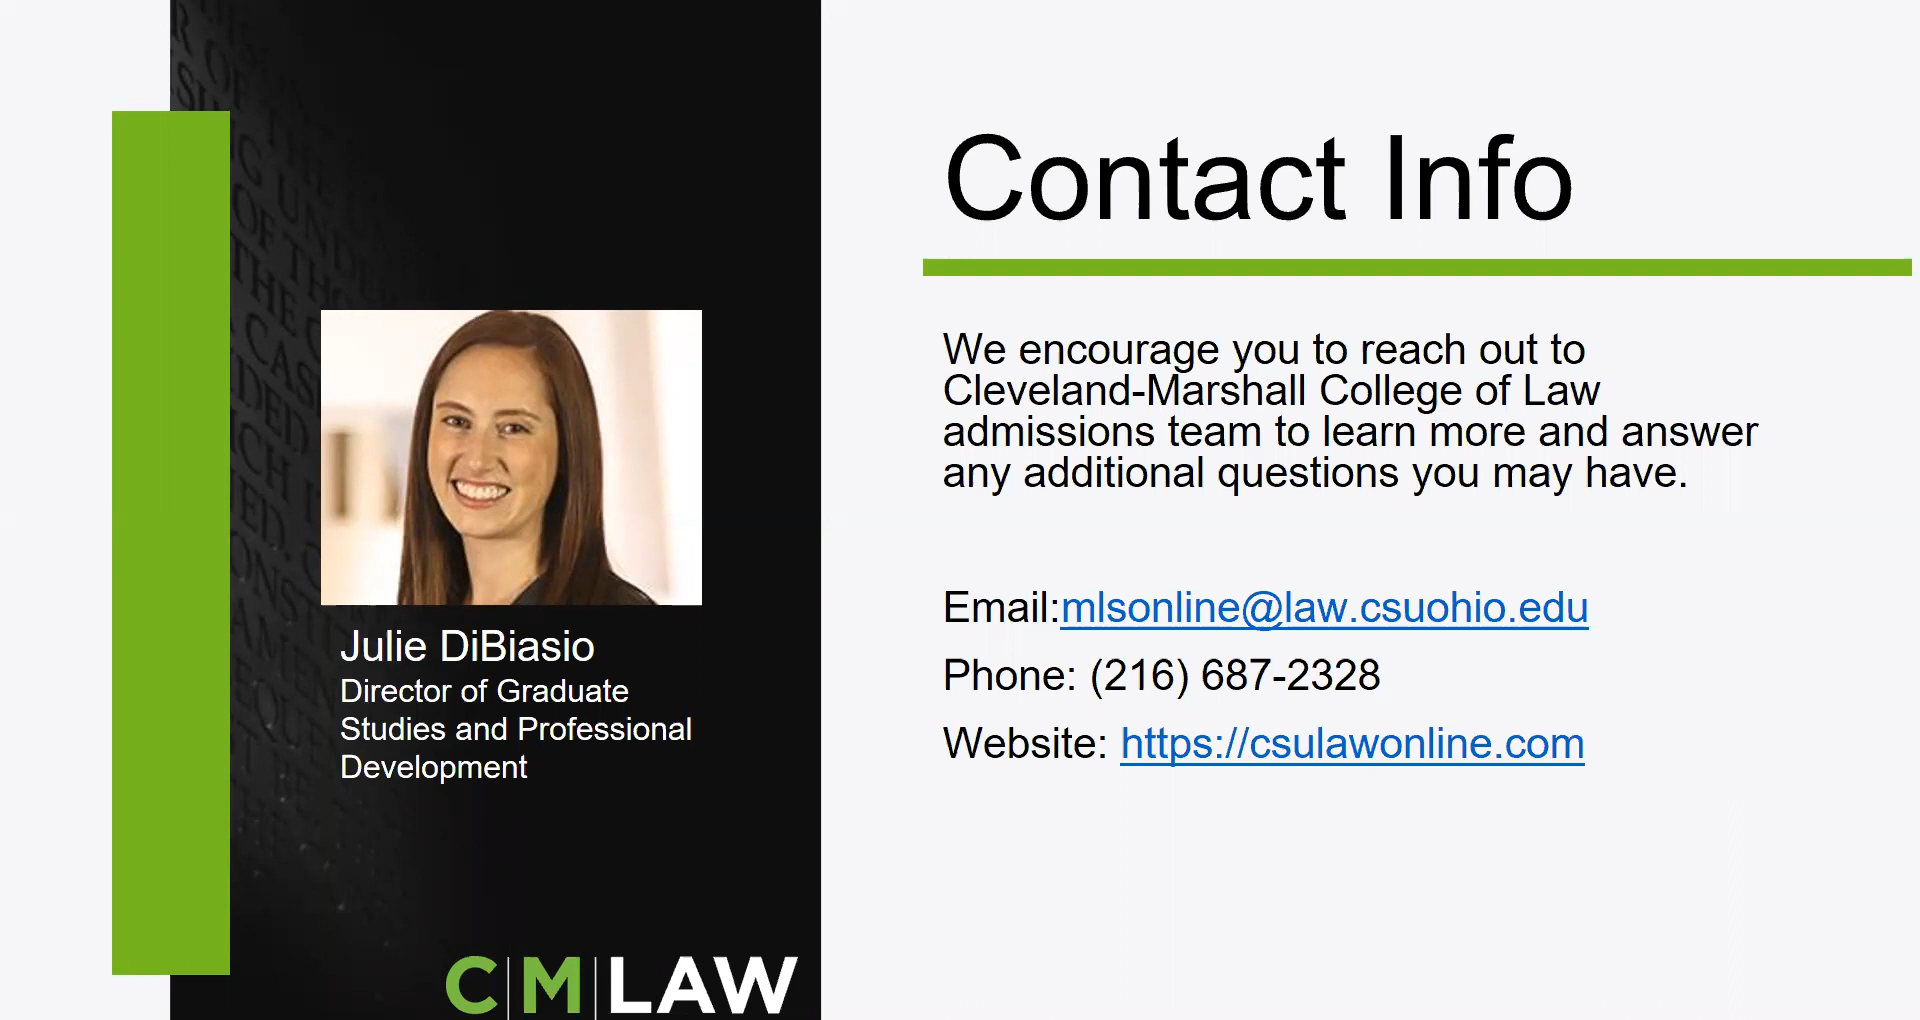 Contact Info
We encourage you to reach out to
Cleveland-Marshall College of Law
admissions team to learn more and answer
any additional questions you may have.
Email:mlsonline@law.csuohio.edu
Phone: (216) 687-2328
Website: https://csulawonline.com
Julie DiBiasio
Director of Graduate
Studies and Professional
Development
C|M|LAW